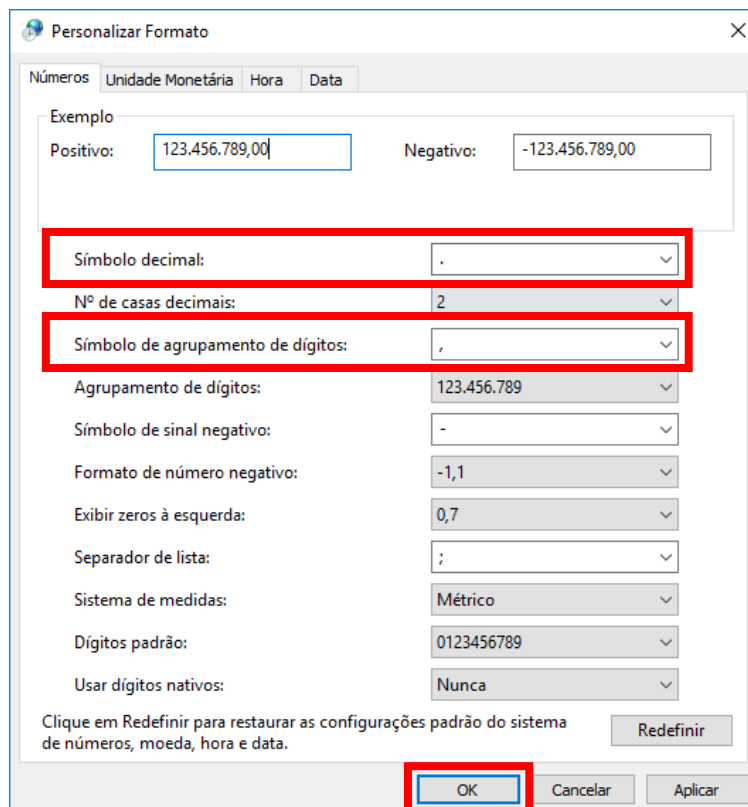 Personalizar Formato
Números Unidade Monetária Hora Data
Exemplo
Positivo: 123.456.789,00 Negativo: -123.456.789,00
Símbolo decimal: .
Nº de casas decimais: 2
Símbolo de agrupamento de dígitos: ,
Agrupamento de dígitos: 123.456.789
Símbolo de sinal negativo: -
Formato de número negativo: -1,1
Exibir zeros à esquerda: 0,7
Separador de lista: ;
Sistema de medidas: Métrico
Dígitos padrão: 0123456789
Usar dígitos nativos: Nunca
Clique em Redefinir para restaurar as configurações padrão do sistema
de números, moeda, hora e data.
Redefinir
OK Cancelar Aplicar